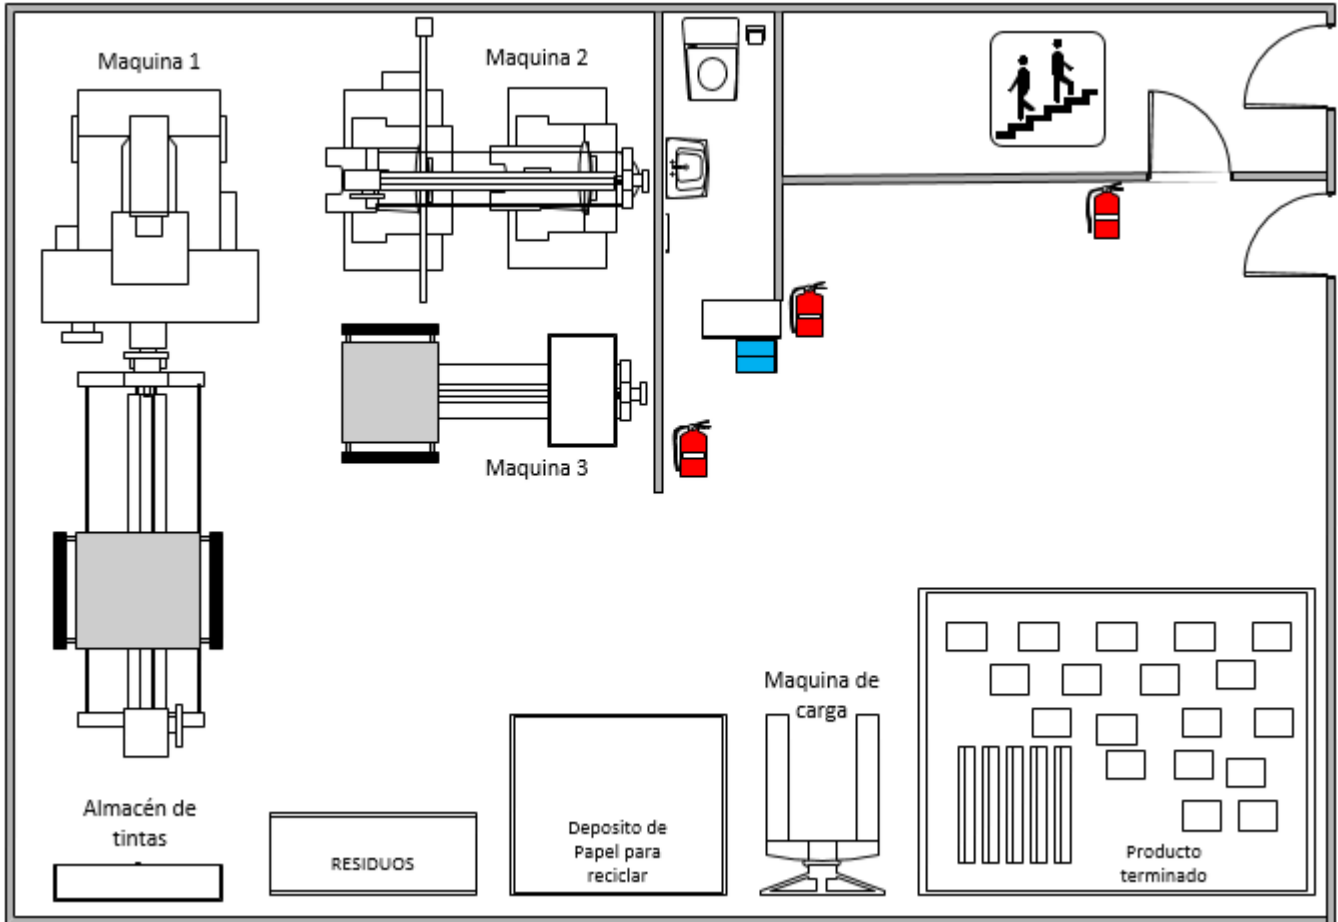 Maquina 1
Maquina 2
Maquina 3
Maquina de
carga
Almacén de
tintas
RESIDUOS
Deposito de
Papel para
reciclar
Producto
terminado